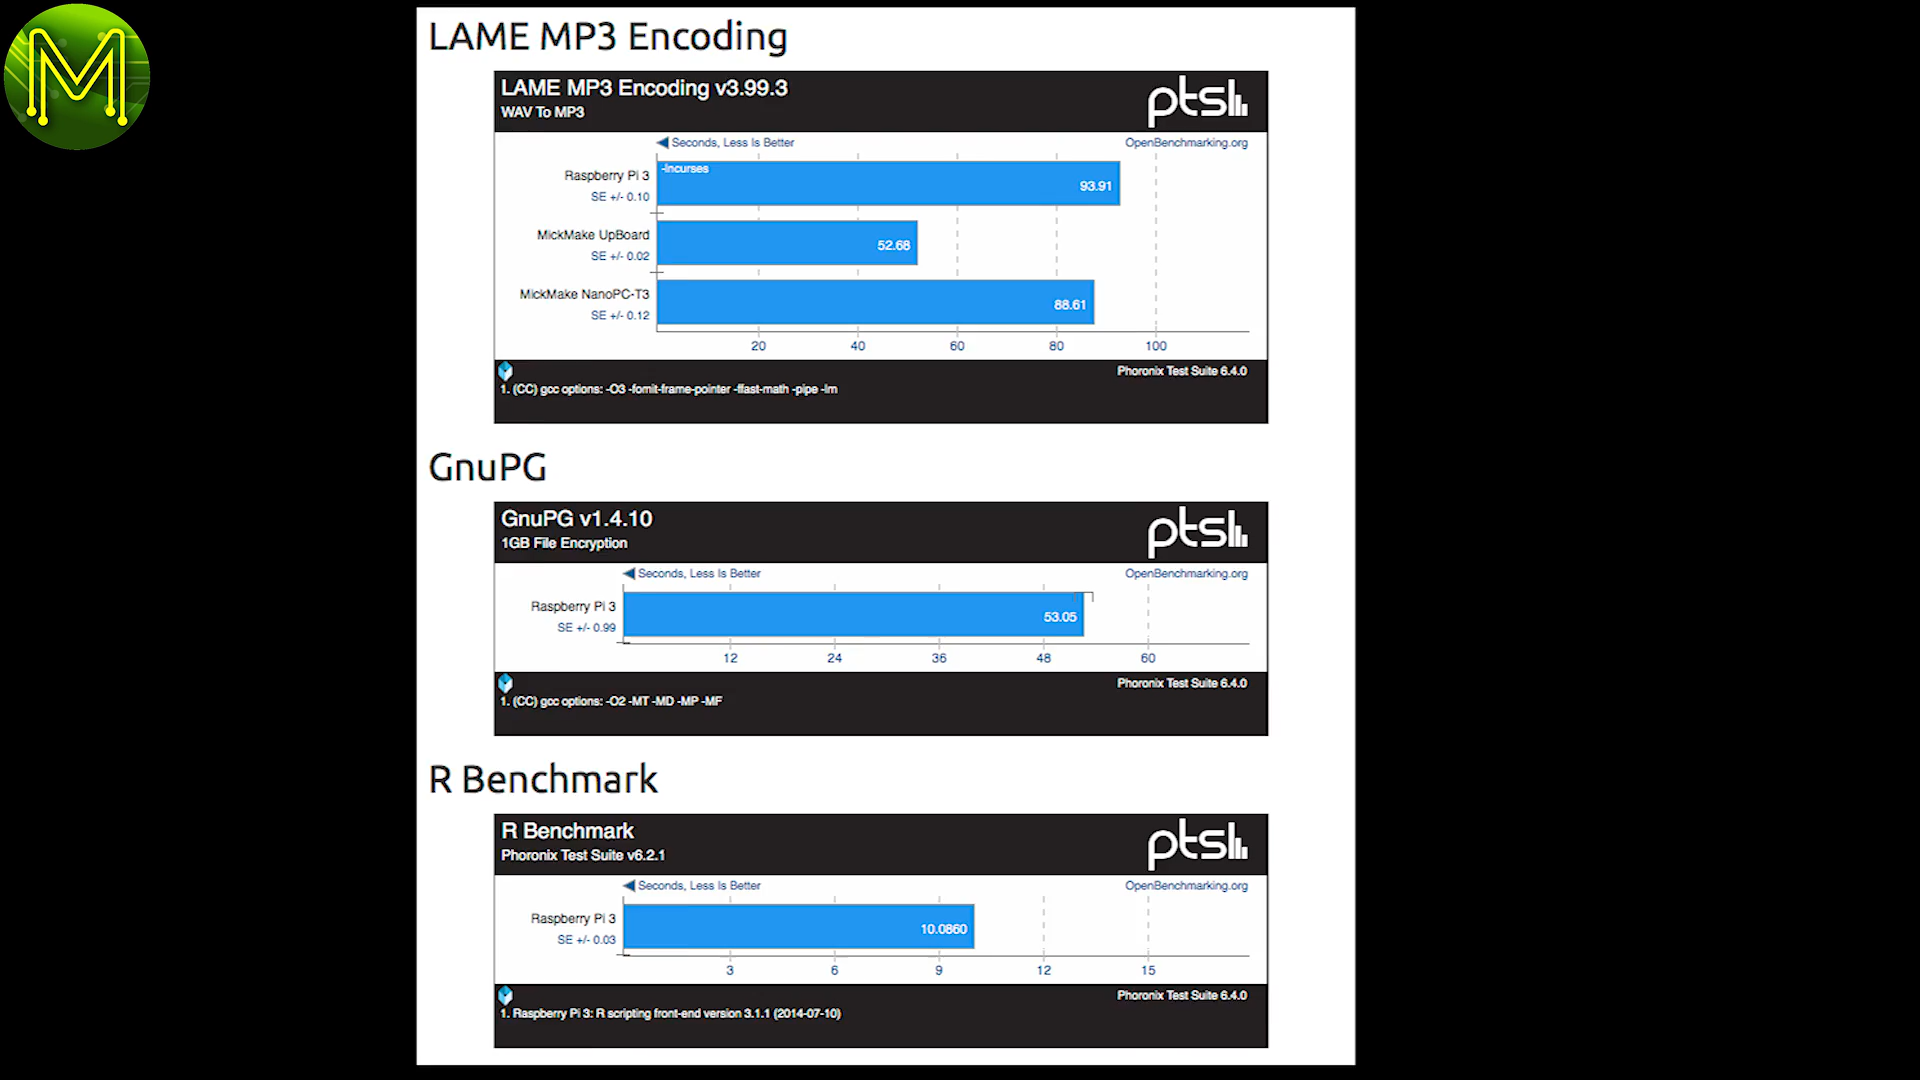 M
LAME MP3 Encoding
LAME MP3 Encoding v3.99.3
WAV To MP3
ptsl
Seconds, Less Is Better
OpenBenchmarking.org
Raspberry Pi 3
SE +/- 0.10
-lncurses
93.91
MickMake UpBoard
SE +/- 0.02
52.68
MickMake NanoPC-T3
SE +/- 0.12
88.61
20 40 60 80 100
Phoronix Test Suite 6.4.0
1. (CC) gcc options: -O3 -fomit-frame-pointer -ffast-math -pipe -lm
GnuPG
GnuPG v1.4.10
1GB File Encryption
ptsl
Seconds, Less Is Better
OpenBenchmarking.org
Raspberry Pi 3
SE +/- 0.99
53.05
12 24 36 48 60
Phoronix Test Suite 6.4.0
1. (CC) gcc options: -O2 -MT -MD -MP -MF
R Benchmark
R Benchmark
Phoronix Test Suite v6.2.1
ptsl
Seconds, Less Is Better
OpenBenchmarking.org
Raspberry Pi 3
SE +/- 0.03
10.0860
3 6 9 12 15
Phoronix Test Suite 6.4.0
1. Raspberry Pi 3: R scripting front-end version 3.1.1 (2014-07-10)